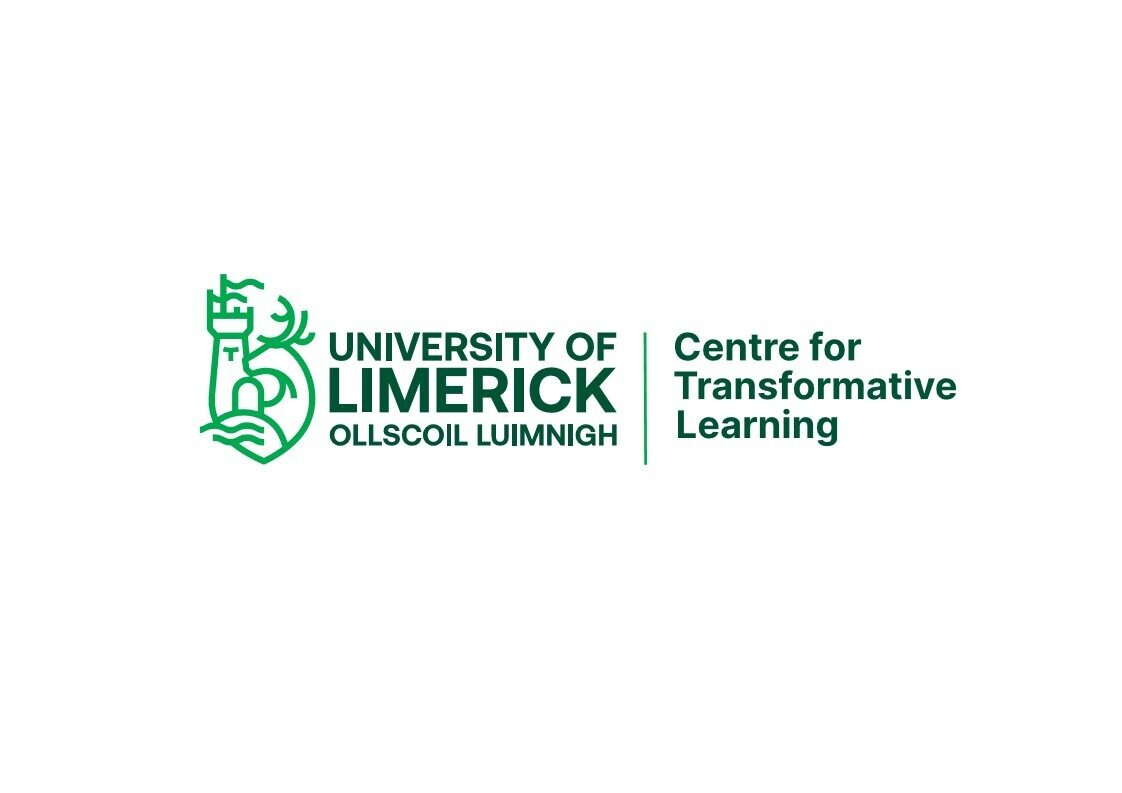 UNIVERSITY OF
LIMERICK
OLLSCOIL LUIMNIGH
Centre for
Transformative
Learning